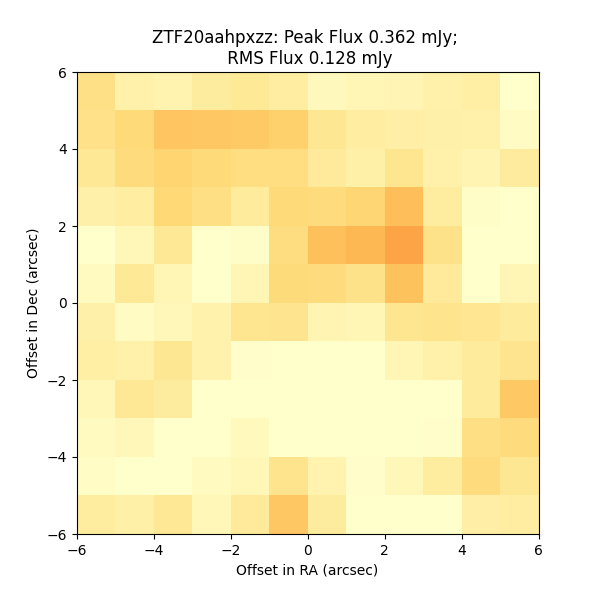 ZTF20aahpxzz: Peak Flux 0.362 mJy;
RMS Flux 0.128 mJy
6
4
2
0
−2
−4
−6
Offset in Dec (arcsec)
−6 −4 −2 0 2 4 6
Offset in RA (arcsec)